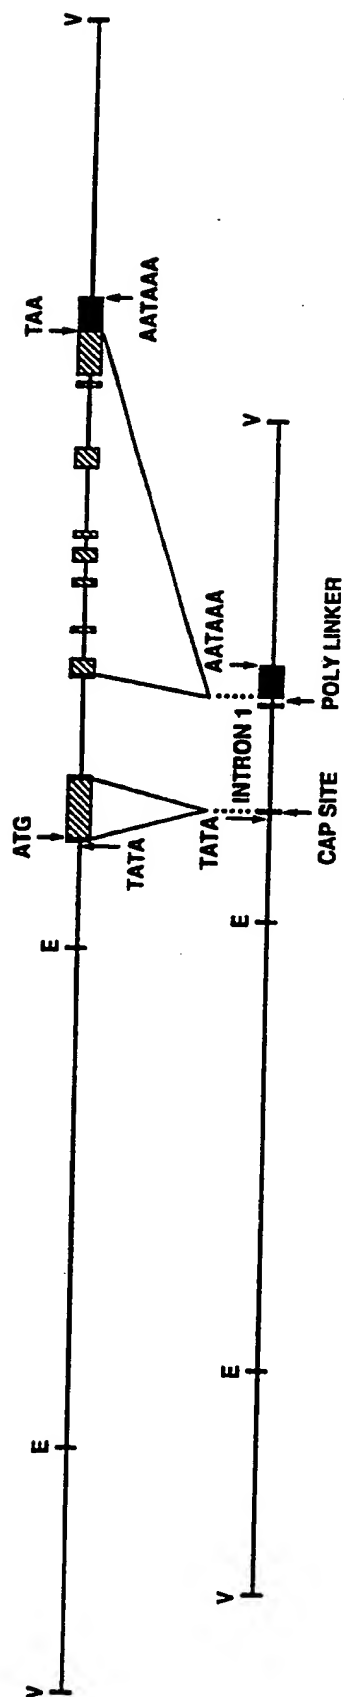 V
E
E
ATG
TATA
TAA
AATAAA
V
V
E
E
TATA
CAP SITE
INTRON 1
AATAAA
POLY LINKER
V